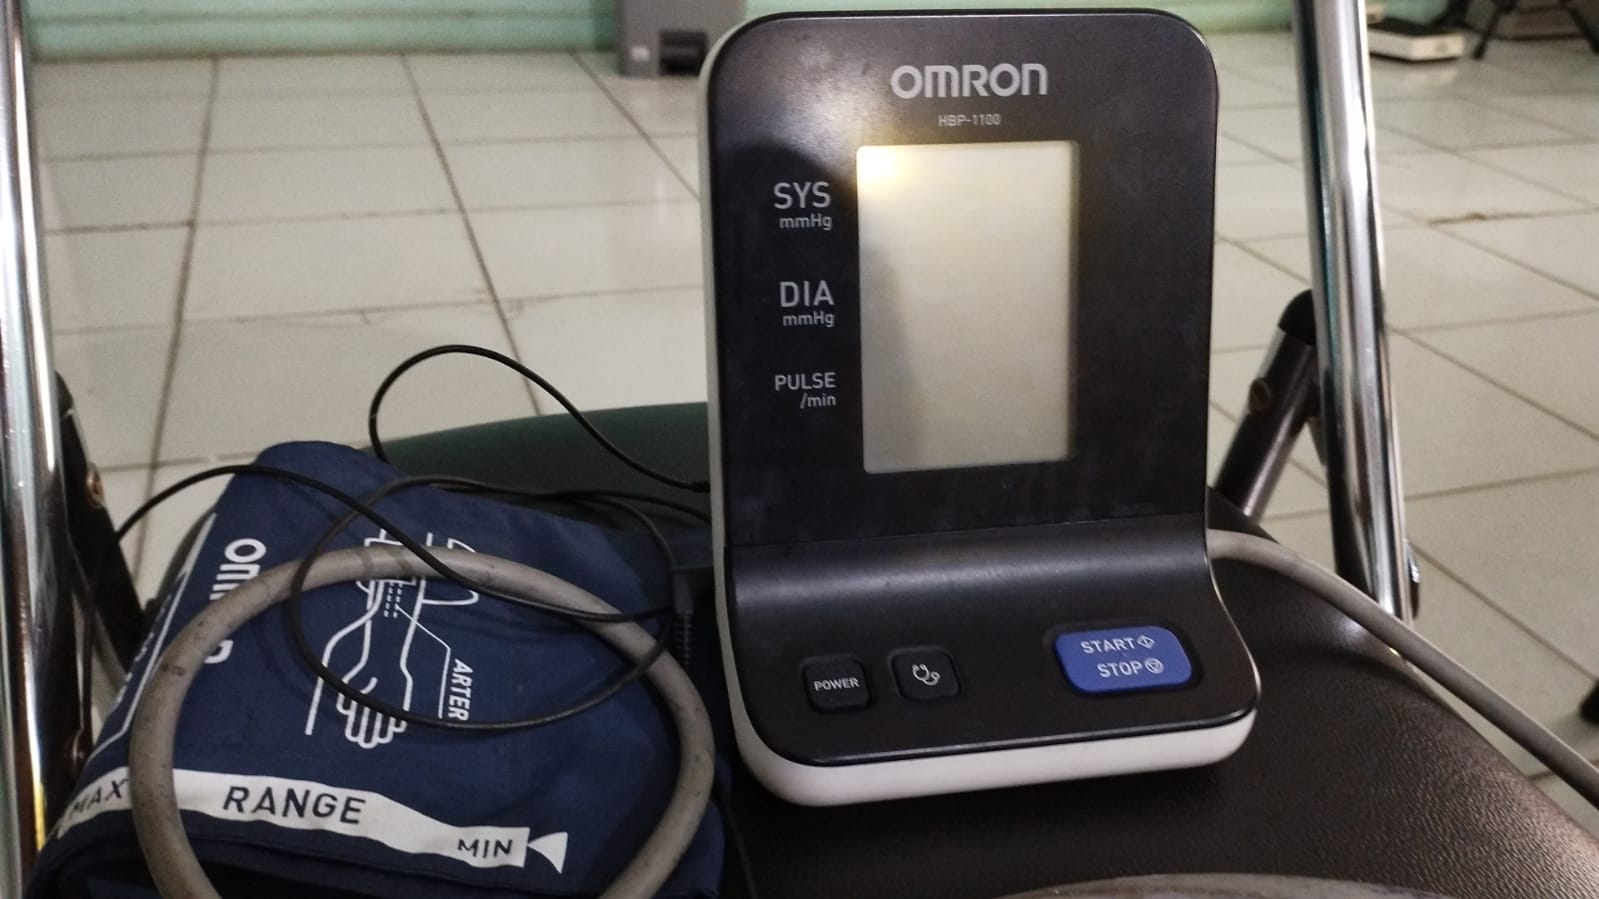 OMRON
HBP-1100
SYS
mmHg
DIA
mmHg
PULSE
/min
POWER
START
STOP
ARTER
MAX
RANGE
MIN